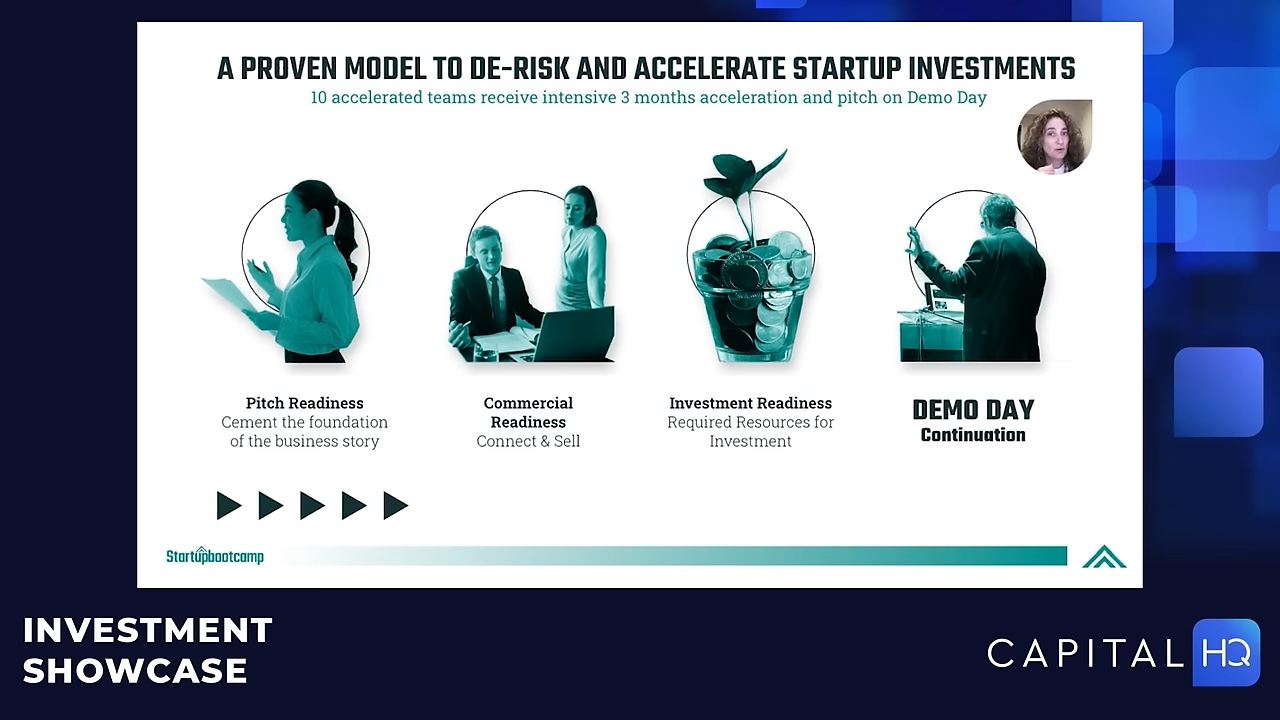 A PROVEN MODEL TO DE-RISK AND ACCELERATE STARTUP INVESTMENTS
10 accelerated teams receive intensive 3 months acceleration and pitch on Demo Day
Pitch Readiness
Cement the foundation
of the business story
Commercial
Readiness
Connect & Sell
Investment Readiness
Required Resources for
Investment
DEMO DAY
Continuation
Startupbootcamp
INVESTMENT
SHOWCASE
CAPITAL HQ